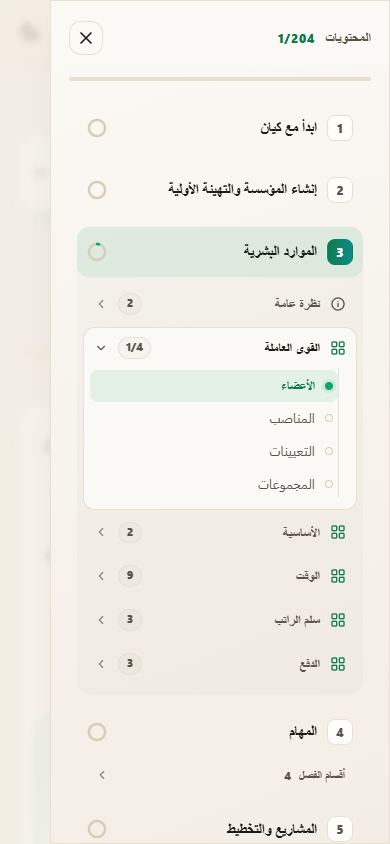 المحتويات 1/204
1 ابدأ مع كيان
2 إنشاء المؤسسة والتهيئة الأولية
3 الموارد البشرية
نظرة عامة 2
القوى العاملة 1/4
الأعضاء
المناصب
التعيينات
المجموعات
الأساسية 2
الوقت 9
سلم الراتب 3
الدفع 3
4 المهام
أقسام الفصل 4
5 المشاريع والتخطيط